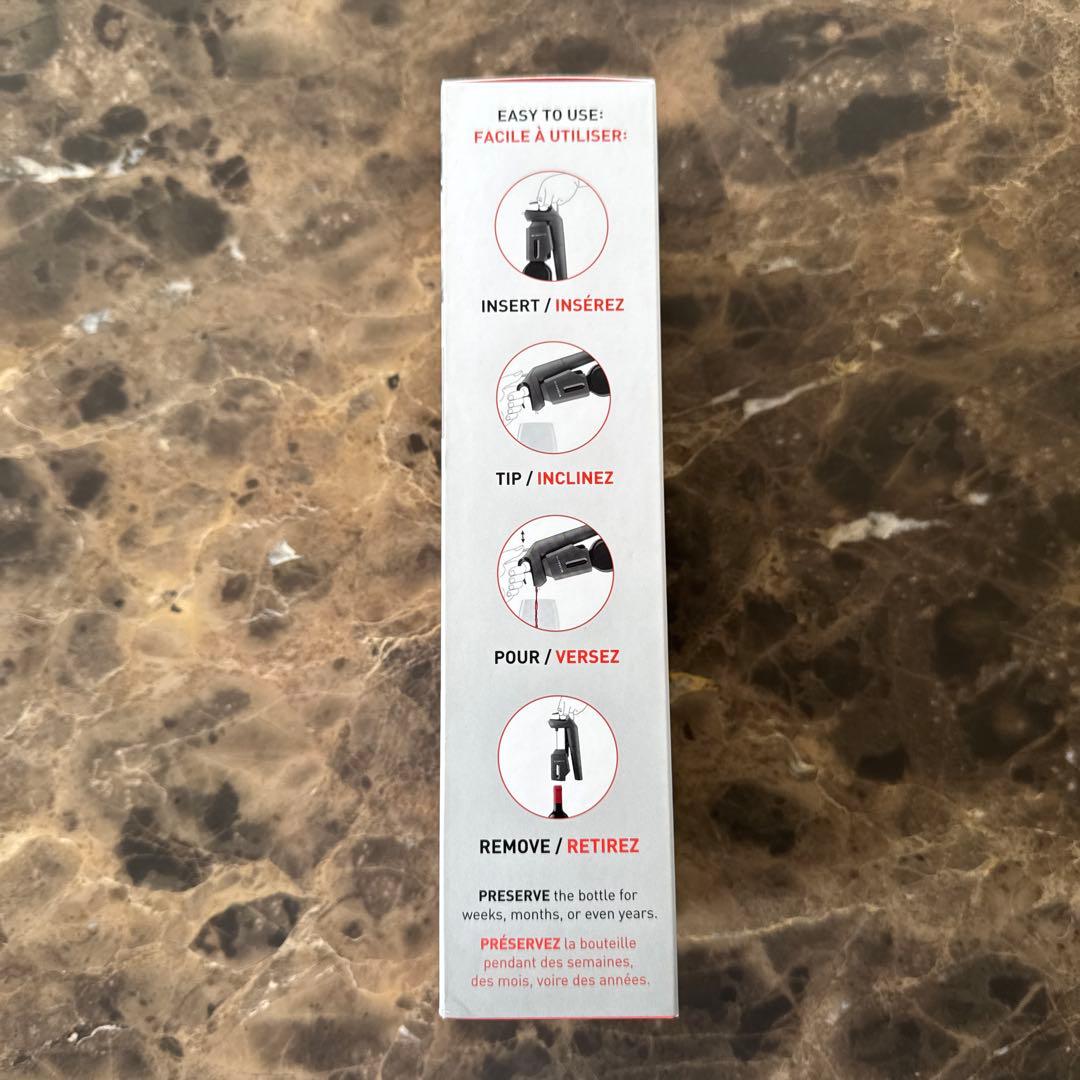 EASY TO USE:
FACILE À UTILISER:
INSERT / INSÉREZ
TIP / INCLINEZ
POUR / VERSEZ
REMOVE / RETIREZ
PRESERVE the bottle for
weeks, months, or even years.
PRÉSERVEZ la bouteille
pendant des semaines,
des mois, voire des années.